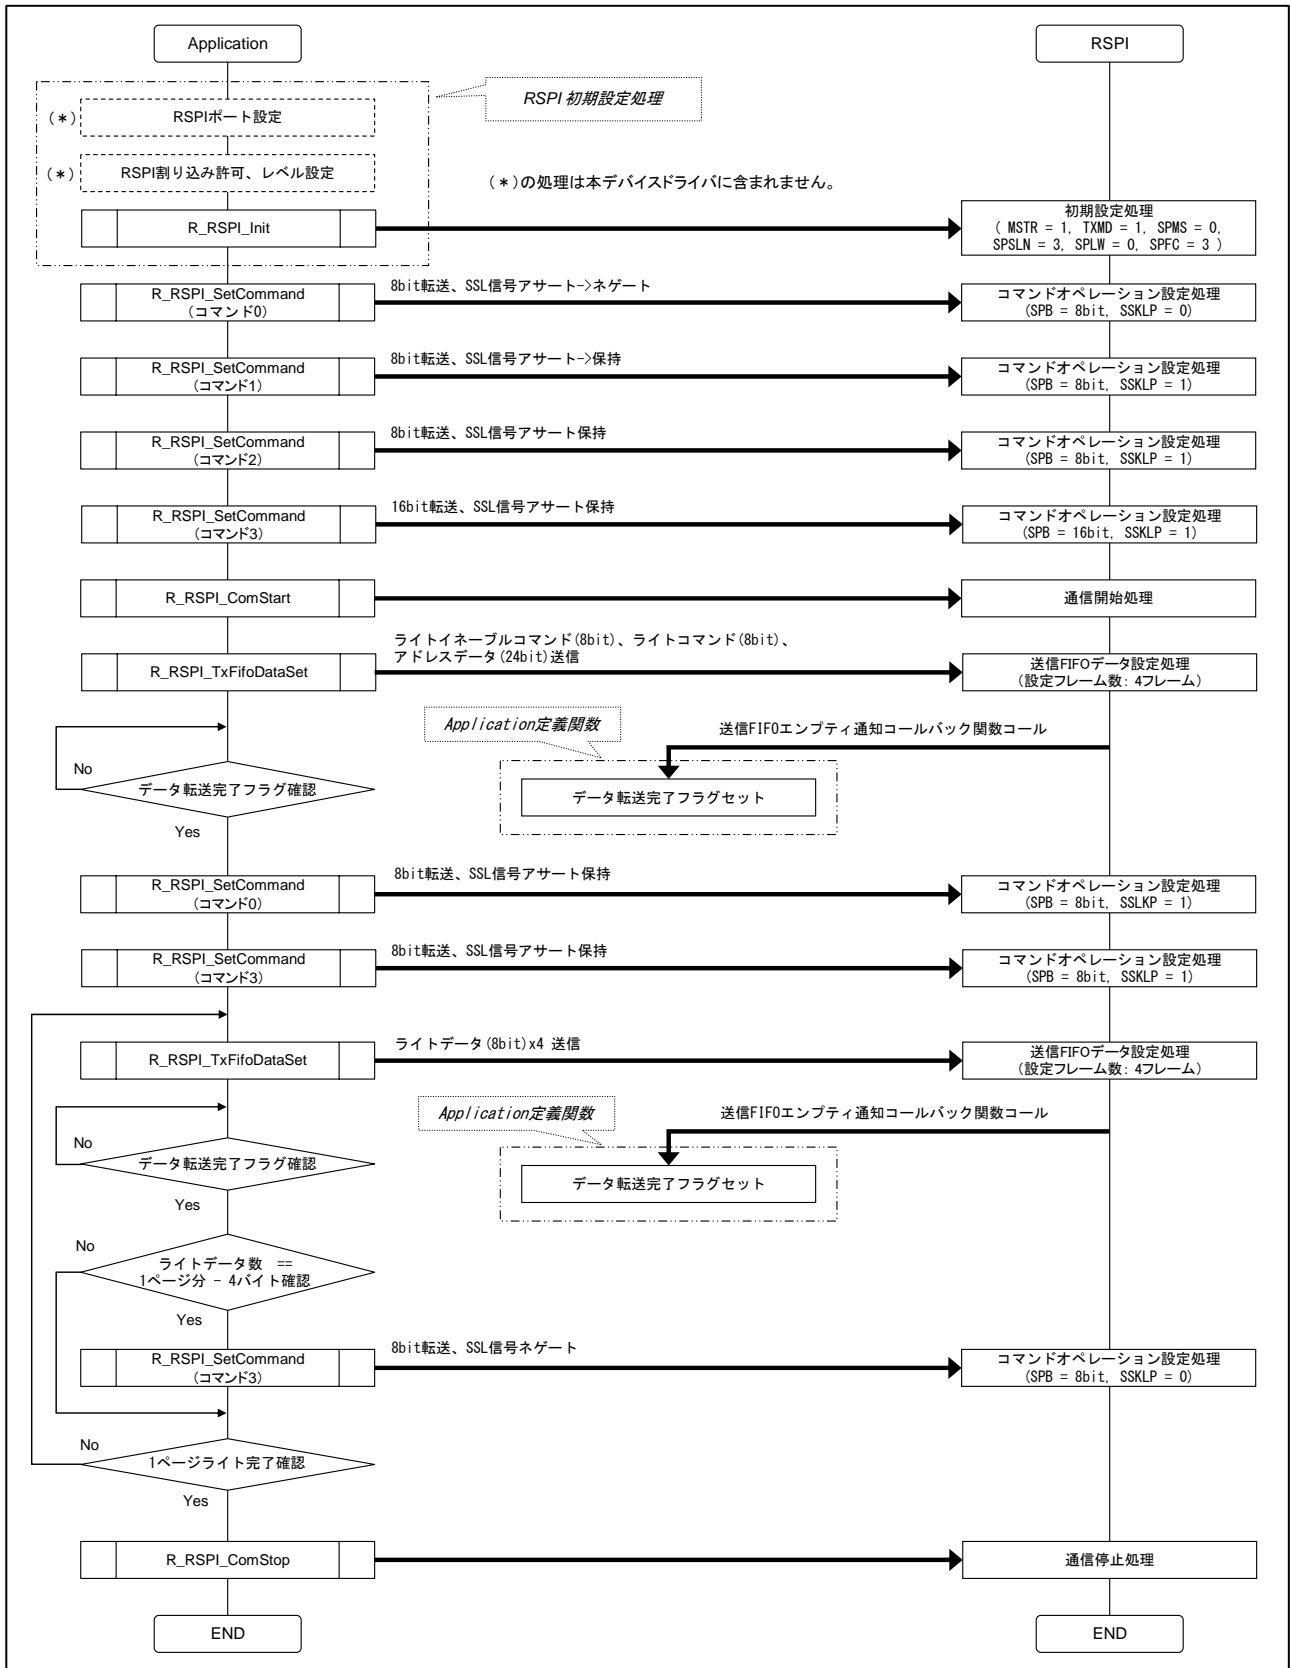 Application
RSPI
RSPI 初期設定処理
(*)
RSPIポート設定
(*)
RSPI割り込み許可、レベル設定
(*)の処理は本デバイスドライバに含まれません。
R_RSPI_Init
初期設定処理
( MSTR = 1, TXMD = 1, SPMS = 0,
SPSLN = 3, SPLW = 0, SPFC = 3 )
R_RSPI_SetCommand
(コマンド0)
8bit転送、SSL信号アサート->ネゲート
コマンドオペレーション設定処理
(SPB = 8bit, SSKLP = 0)
R_RSPI_SetCommand
(コマンド1)
8bit転送、SSL信号アサート->保持
コマンドオペレーション設定処理
(SPB = 8bit, SSKLP = 1)
R_RSPI_SetCommand
(コマンド2)
8bit転送、SSL信号アサート保持
コマンドオペレーション設定処理
(SPB = 8bit, SSKLP = 1)
R_RSPI_SetCommand
(コマンド3)
16bit転送、SSL信号アサート保持
コマンドオペレーション設定処理
(SPB = 16bit, SSKLP = 1)
R_RSPI_ComStart
通信開始処理
R_RSPI_TxFifoDataSet
ライトイネーブルコマンド(8bit)、ライトコマンド(8bit)、
アドレスデータ(24bit)送信
送信FIFOデータ設定処理
(設定フレーム数: 4フレーム)
Application定義関数
送信FIFOエンプティ通知コールバック関数コール
No
データ転送完了フラグ確認
データ転送完了フラグセット
Yes
R_RSPI_SetCommand
(コマンド0)
8bit転送、SSL信号アサート保持
コマンドオペレーション設定処理
(SPB = 8bit, SSLKP = 1)
R_RSPI_SetCommand
(コマンド3)
8bit転送、SSL信号アサート保持
コマンドオペレーション設定処理
(SPB = 8bit, SSKLP = 1)
R_RSPI_TxFifoDataSet
ライトデータ(8bit)x4 送信
送信FIFOデータ設定処理
(設定フレーム数: 4フレーム)
Application定義関数
送信FIFOエンプティ通知コールバック関数コール
No
データ転送完了フラグ確認
データ転送完了フラグセット
Yes
No
ライトデータ数 ==
1ページ分 - 4バイト確認
Yes
R_RSPI_SetCommand
(コマンド3)
8bit転送、SSL信号ネゲート
コマンドオペレーション設定処理
(SPB = 8bit, SSKLP = 0)
No
1ページライト完了確認
Yes
R_RSPI_ComStop
通信停止処理
END
END